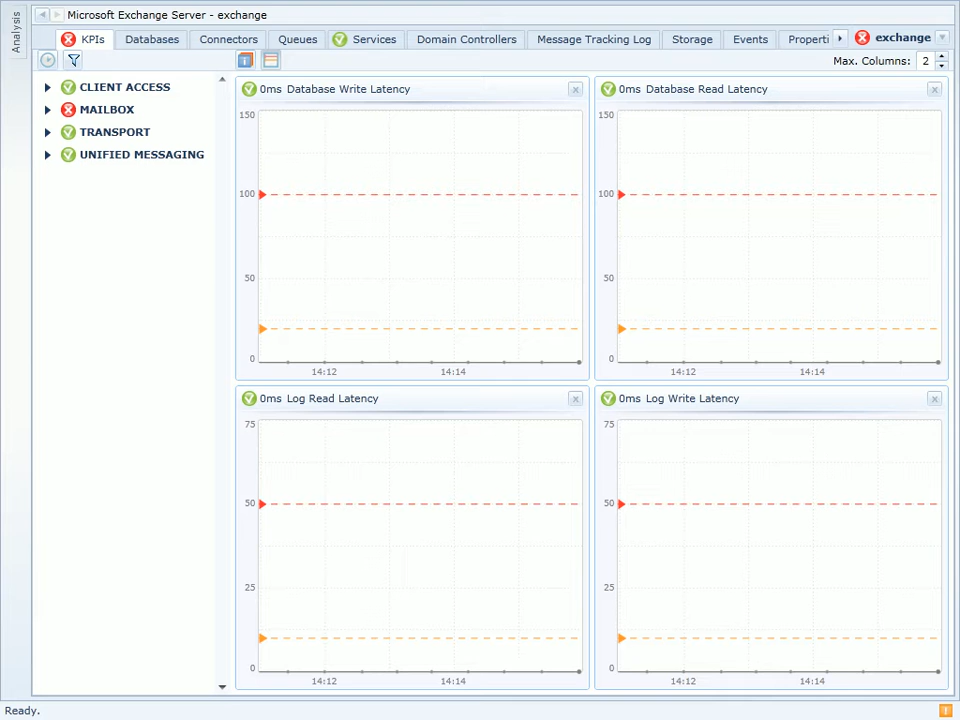 Analysis
Microsoft Exchange Server - exchange
KPIs Databases Connectors Queues Services Domain Controllers Message Tracking Log Storage Events Properti exchange
Max. Columns: 2
CLIENT ACCESS
MAILBOX
TRANSPORT
UNIFIED MESSAGING
0ms Database Write Latency
150
100
50
0
14:12 14:14
0ms Database Read Latency
150
100
50
0
14:12 14:14
0ms Log Read Latency
75
50
25
0
14:12 14:14
0ms Log Write Latency
75
50
25
0
14:12 14:14
Ready.